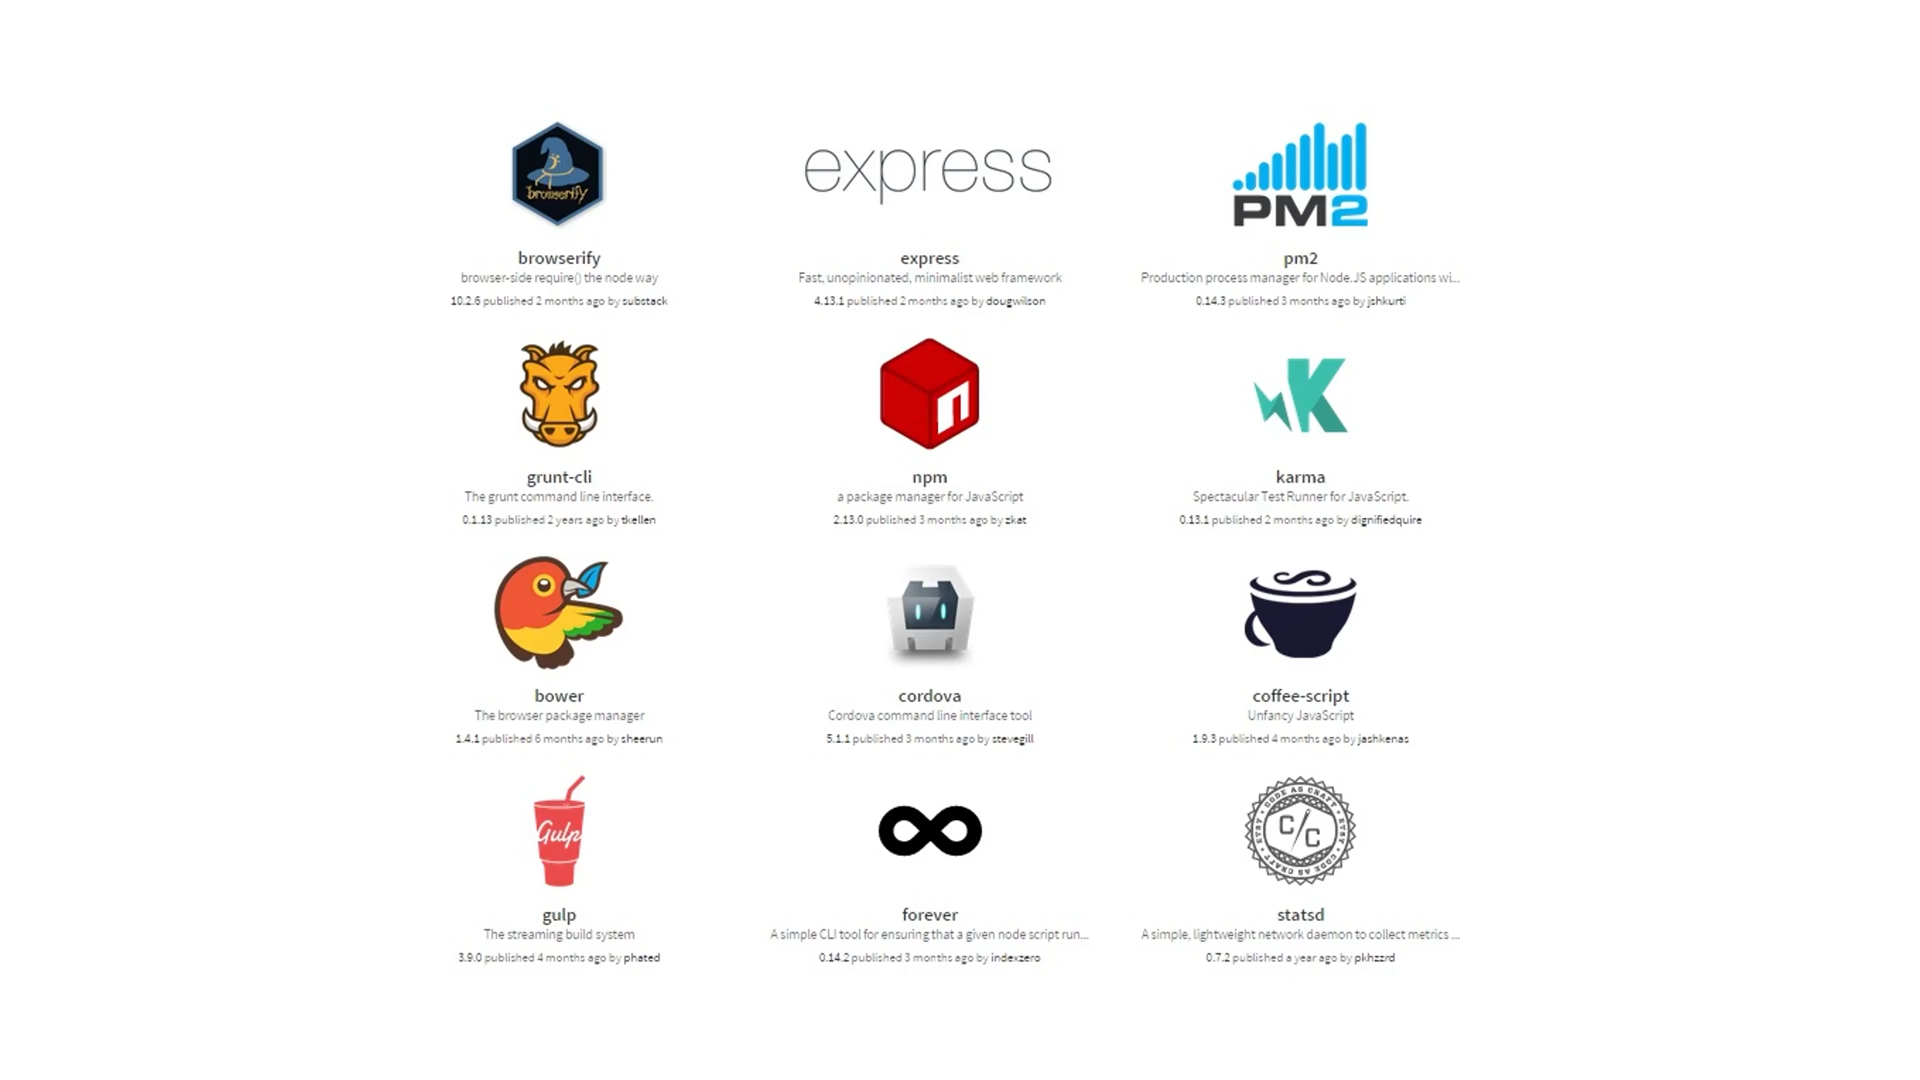 browserify
express
PM2
browserify
browser-side require() the node way
10.2.6 published 2 months ago by substack
express
Fast, unopinionated, minimalist web framework
4.13.1 published 2 months ago by dougwilson
pm2
Production process manager for Node.JS applications wi...
0.14.3 published 3 months ago by jshkurti
n
K
grunt-cli
The grunt command line interface.
0.1.13 published 2 years ago by tkellen
npm
a package manager for JavaScript
2.13.0 published 3 months ago by zkat
karma
Spectacular Test Runner for JavaScript.
0.13.1 published 2 months ago by dignifiedquire
bower
The browser package manager
1.4.1 published 6 months ago by sheerun
cordova
Cordova command line interface tool
5.1.1 published 3 months ago by stevegill
coffee-script
Unfancy JavaScript
1.9.3 published 4 months ago by jashkenas
Gulp
CODE AS CRAFT • ETSY • CODE AS CRAFT • ETSY
C/C
gulp
The streaming build system
3.9.0 published 4 months ago by phated
forever
A simple CLI tool for ensuring that a given node script run...
0.14.2 published 3 months ago by indexzero
statsd
A simple, lightweight network daemon to collect metrics ...
0.7.2 published a year ago by pkhzzrd